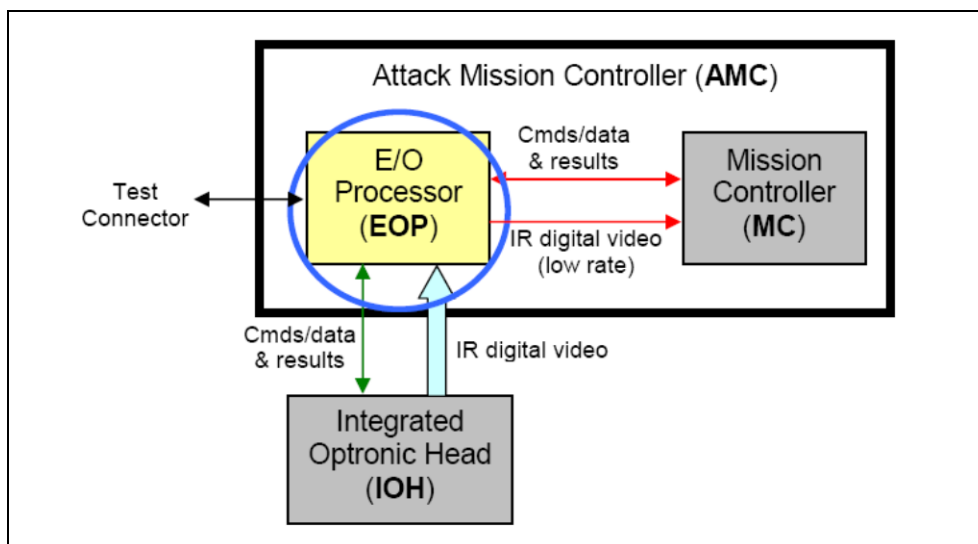 Attack Mission Controller (AMC)
E/O
Processor
(EOP)
Cmds/data
& results
Mission
Controller
(MC)
Test
Connector
IR digital video
(low rate)
Cmds/data
& results
IR digital video
Integrated
Optronic Head
(IOH)